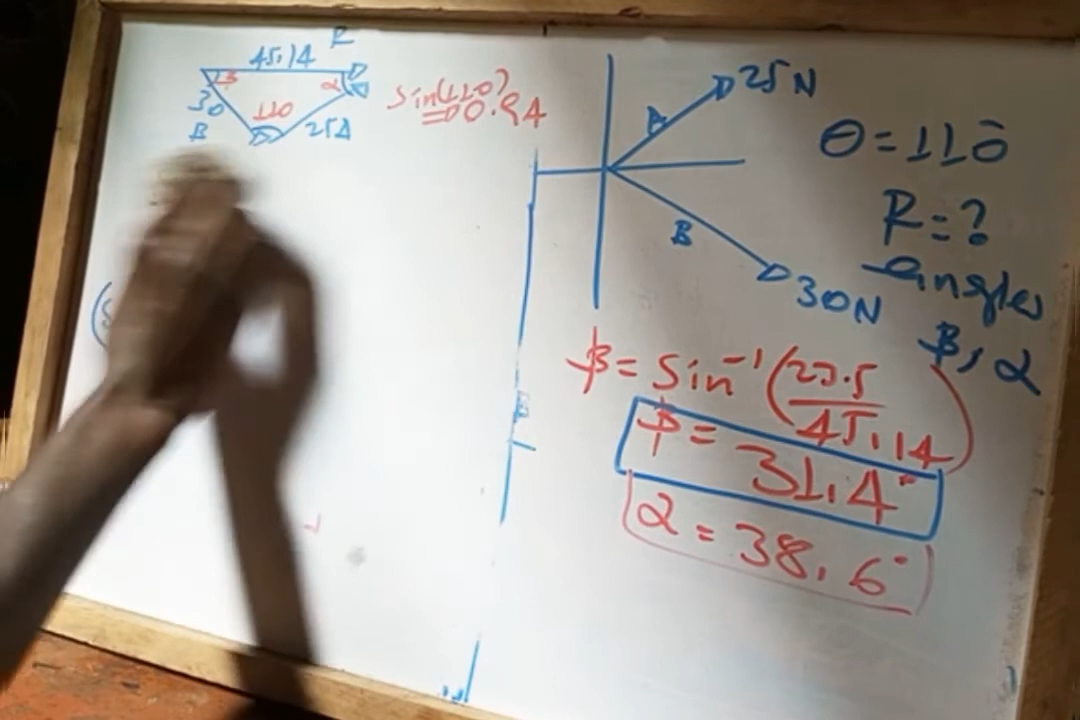 R
45.14
β α
30 110
B 25A
Sin(110)
=>0.94
A 25N
B
30N
θ=110°
R=?
angles
β, α
β= Sin⁻¹(23.5/45.14)
β= 31.4°
α= 38.6°